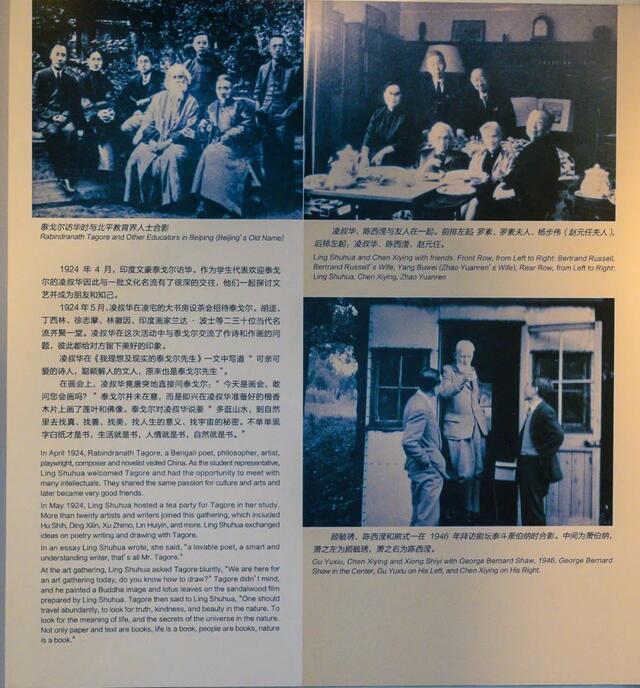 泰戈尔访华时与北平教育界人士合影
Rabindranath Tagore and Other Educators in Beiping (Beijing's Old Name)
1924 年 4 月，印度文豪泰戈尔访华。作为学生代表欢迎泰戈
尔的凌叔华因此与一批文化名流有了很深的交往，他们一起探讨文
艺并成为朋友和知己。
1924 年 5 月，凌叔华在凌宅的大书房设茶会招待泰戈尔。胡适、
丁西林、徐志摩、林徽因、印度画家兰达·波士等二三十位当代名
流齐聚一堂。凌叔华在这次活动中与泰戈尔交流了作诗和作画的问
题，彼此都给对方留下美好的印象。
凌叔华在《我理想及现实的泰戈尔先生》一文中写道“ 可亲可
爱的诗人，聪颖解人的文人，原来也是泰戈尔先生”。
在画会上，凌叔华竟唐突地直接问泰戈尔：“ 今天是画会，敢
问您会画吗？ ”泰戈尔并未在意，而是即兴在凌叔华准备好的檀香
木片上画了莲叶和佛像。泰戈尔对凌叔华说要“ 多逛山水，到自然
里去找真、找善、找美，找人生的意义、找宇宙的秘密。不单单黑
字白纸才是书，生活就是书，人情就是书，自然就是书。”
In April 1924, Rabindranath Tagore, a Bengali poet, philosopher, artist,
playwright, composer and novelist visited China. As the student representative,
Ling Shuhua welcomed Tagore and had the opportunity to meet with
many intellectuals. They shared the same passion for culture and arts and
later became very good friends.
In May 1924, Ling Shuhua hosted a tea party for Tagore in her study.
More than twenty artists and writers joined this gathering, which included
Hu Shih, Ding Xilin, Xu Zhimo, Lin Huiyin, and more. Ling Shuhua exchanged
ideas on poetry writing and drawing with Tagore.
In an essay Ling Shuhua wrote, she said, "a lovable poet, a smart and
understanding writer, that's all Mr. Tagore."
At the art gathering, Ling Shuhua asked Tagore bluntly, "We are here for
an art gathering today, do you know how to draw?" Tagore didn't mind,
and he painted a Buddha image and lotus leaves on the sandalwood film
prepared by Ling Shuhua. Tagore then said to Ling Shuhua, "One should
travel abundantly, to look for truth, kindness, and beauty in the nature. To
look for the meaning of life, and the secrets of the universe in the nature.
Not only paper and text are books, life is a book, people are books, nature
is a book."
凌叔华、陈西滢与友人在一起。前排左起：罗素、罗素夫人、杨步伟（赵元任夫人），
后排左起：凌叔华、陈西滢、赵元任。
Ling Shuhua and Chen Xiying with friends. Front Row, from Left to Right: Bertrand Russell,
Bertrand Russell's Wife, Yang Buwei (Zhao Yuanren's Wife), Rear Row, from Left to Right:
Ling Shuhua, Chen Xiying, Zhao Yuanren
顾毓琇、陈西滢和熊式一在 1946 年拜访剧坛泰斗萧伯纳时合影。中间为萧伯纳，
萧之左为顾毓琇，萧之右为陈西滢。
Gu Yuxiu, Chen Xiying and Xiong Shiyi with George Bernard Shaw, 1946. George Bernard
Shaw in the Center, Gu Yuxiu on His Left, and Chen Xiying on His Right.